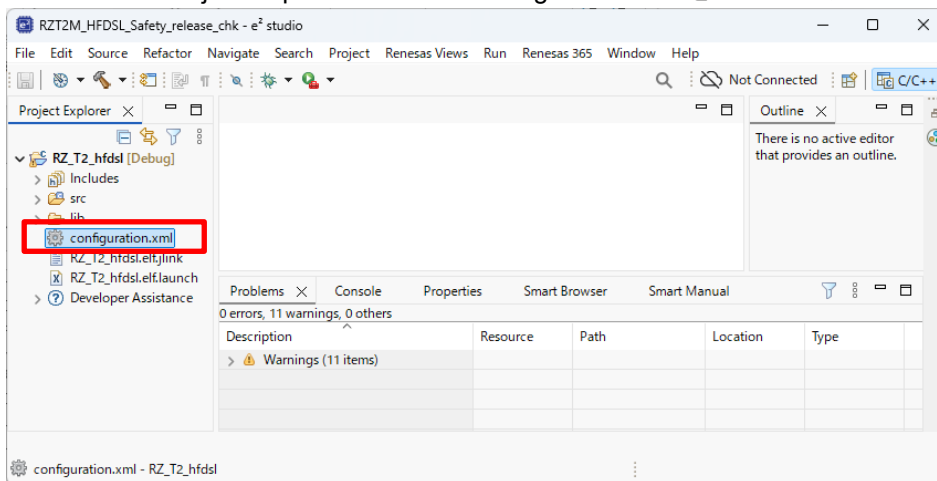 RZT2M_HFDSL_Safety_release_chk - e² studio
File Edit Source Refactor Navigate Search Project Renesas Views Run Renesas 365 Window Help
Not Connected C/C++
Project Explorer
Outline
There is no active editor
that provides an outline.
RZ_T2_hfdsl [Debug]
Includes
src
lib
configuration.xml
RZ_T2_hfdsl.elf.jlink
RZ_T2_hfdsl.elf.launch
Developer Assistance
Problems Console Properties Smart Browser Smart Manual
0 errors, 11 warnings, 0 others
Description Resource Path Location Type
Warnings (11 items)
configuration.xml - RZ_T2_hfdsl